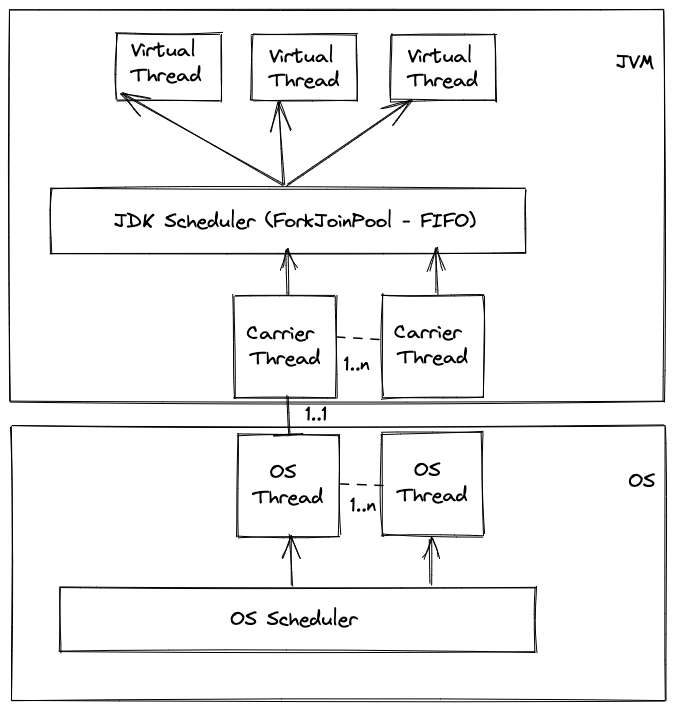 Virtual
Thread
Virtual
Thread
Virtual
Thread
JVM
JDK Scheduler (ForkJoinPool - FIFO)
Carrier
Thread
1..n
Carrier
Thread
1..1
OS
Thread
1..n
OS
Thread
OS
OS Scheduler